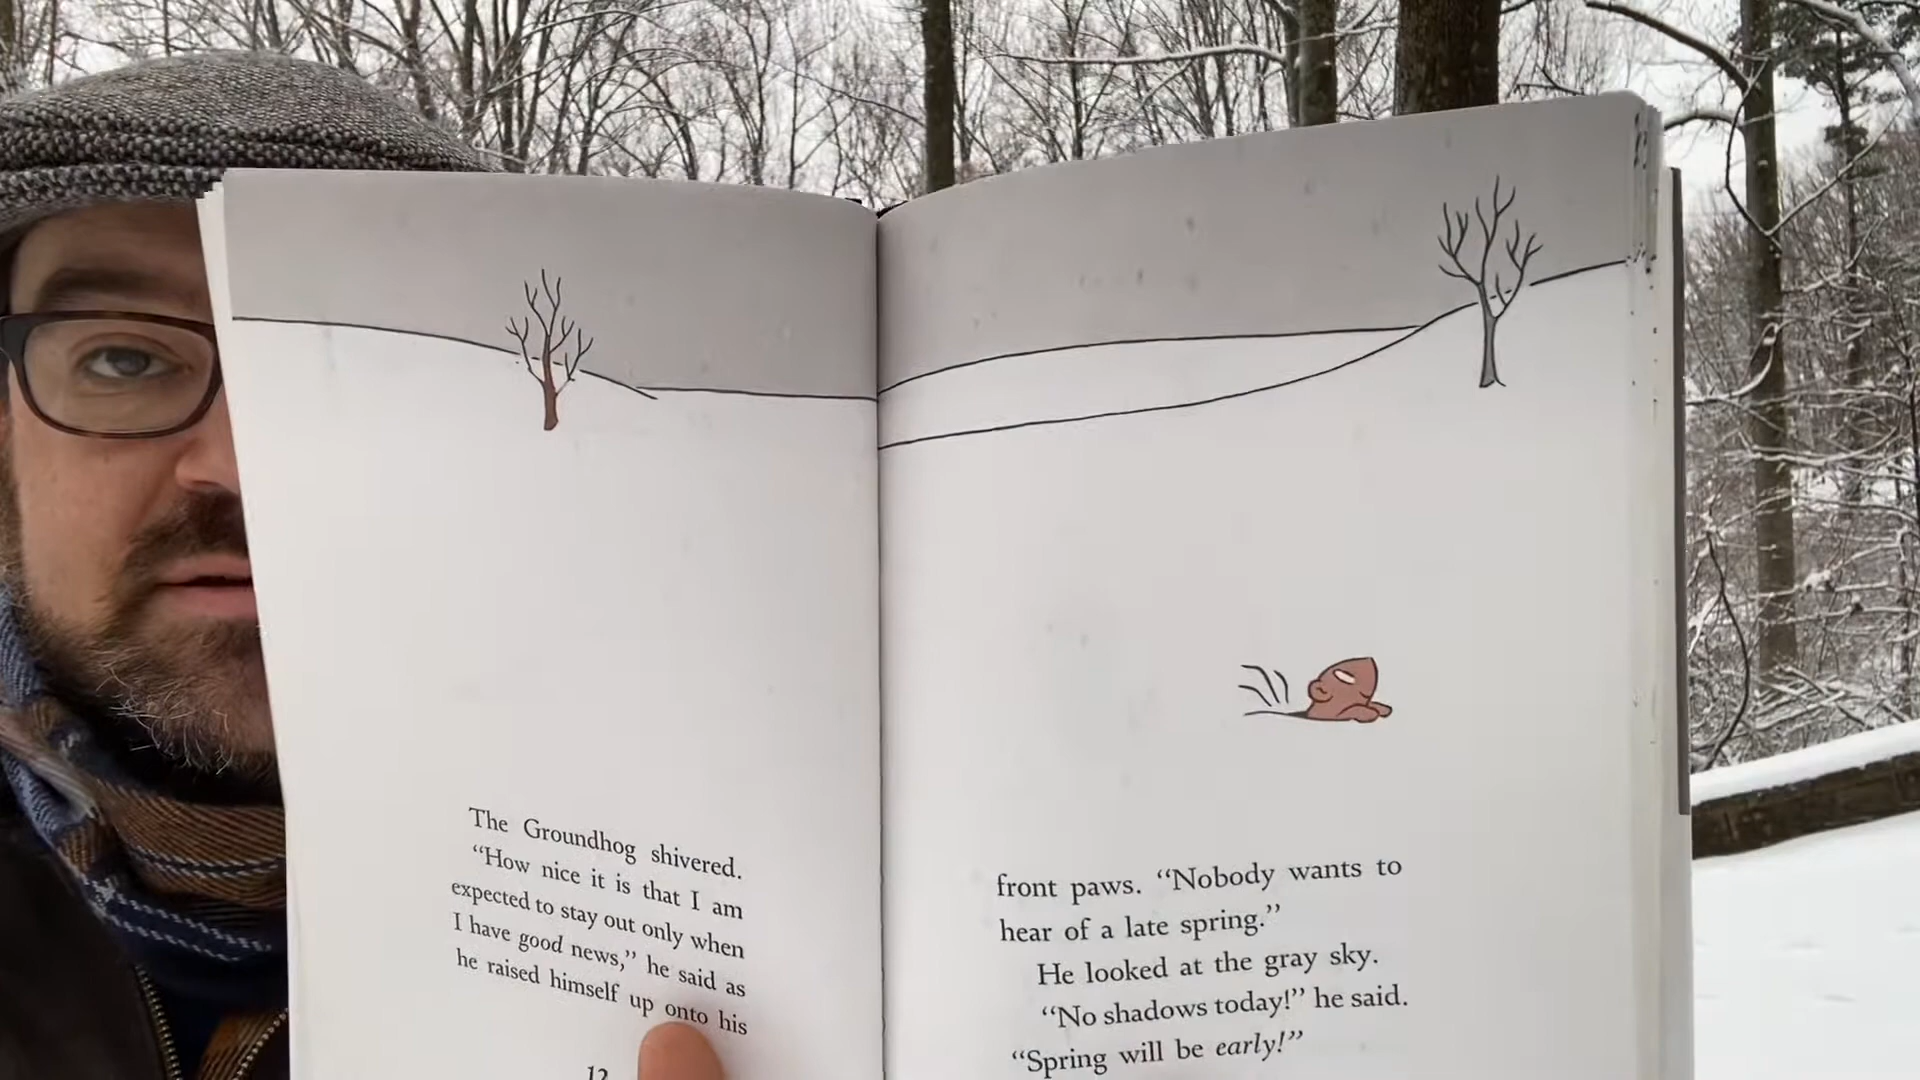 The Groundhog shivered.
“How nice it is that I am
expected to stay out only when
I have good news,” he said as
he raised himself up onto his
12
front paws. “Nobody wants to
hear of a late spring.”
He looked at the gray sky.
“No shadows today!” he said.
“Spring will be early!”